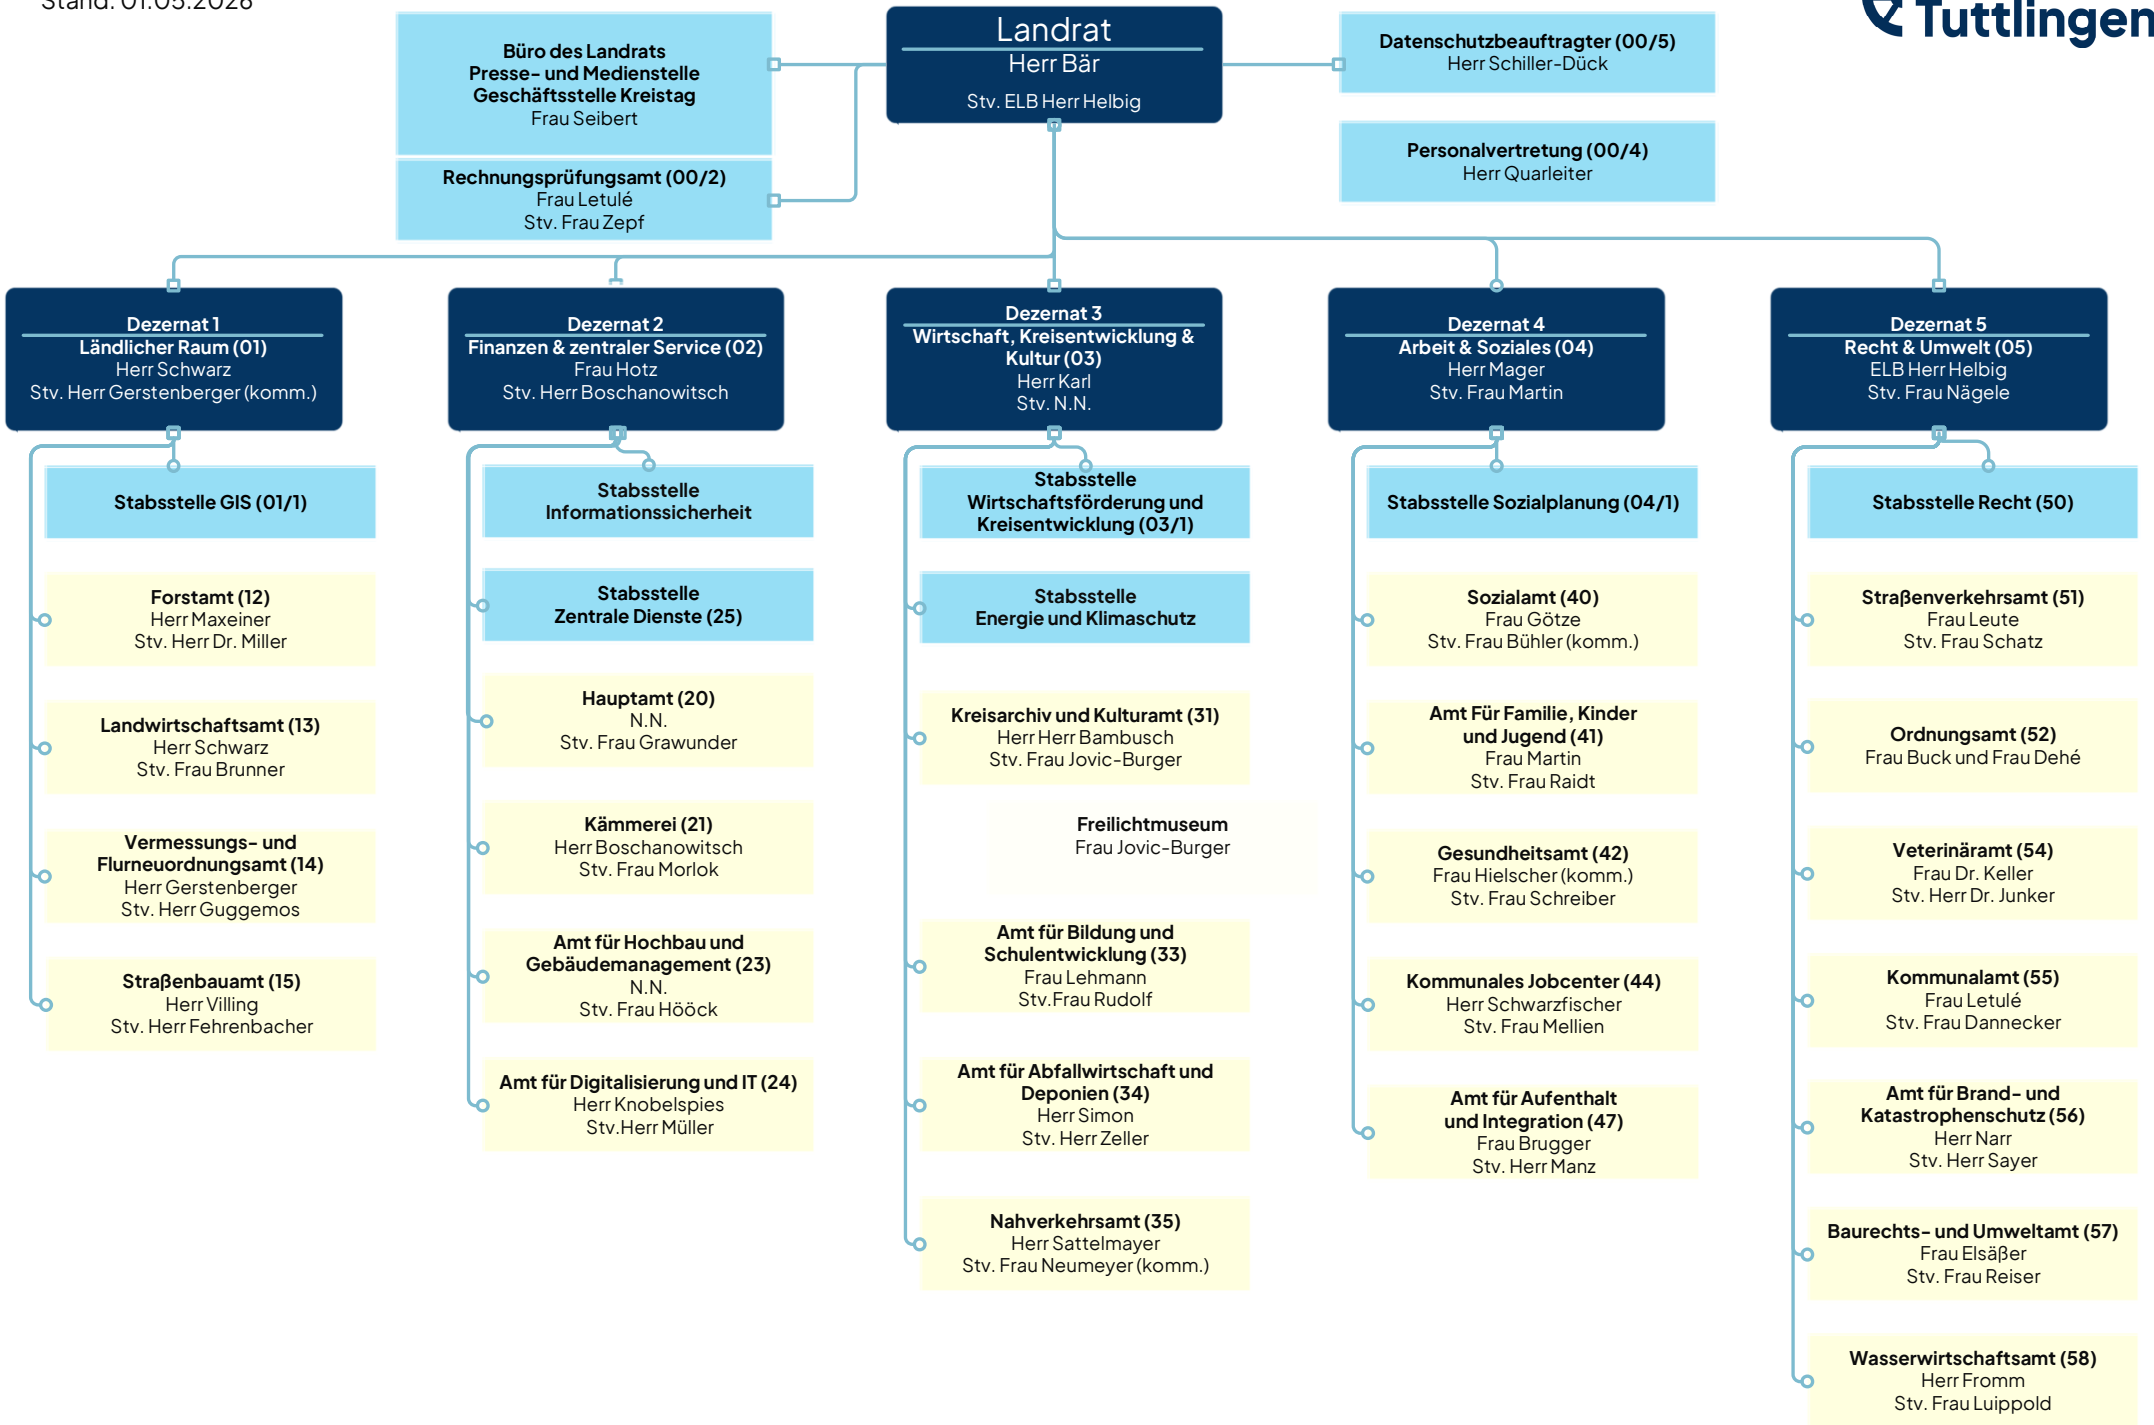 Stand: 01.05.2026
Tuttlingen
Landrat
Herr Bär
Stv. ELB Herr Helbig
Büro des Landrats
Presse- und Medienstelle
Geschäftsstelle Kreistag
Frau Seibert
Rechnungsprüfungsamt (00/2)
Frau Letulé
Stv. Frau Zepf
Datenschutzbeauftragter (00/5)
Herr Schiller-Dück
Personalvertretung (00/4)
Herr Quarleiter
Dezernat 1
Ländlicher Raum (01)
Herr Schwarz
Stv. Herr Gerstenberger (komm.)
Stabsstelle GIS (01/1)
Forstamt (12)
Herr Maxeiner
Stv. Herr Dr. Miller
Landwirtschaftsamt (13)
Herr Schwarz
Stv. Frau Brunner
Vermessungs- und
Flurneuordnungsamt (14)
Herr Gerstenberger
Stv. Herr Guggemos
Straßenbauamt (15)
Herr Villing
Stv. Herr Fehrenbacher
Dezernat 2
Finanzen & zentraler Service (02)
Frau Hotz
Stv. Herr Boschanowitsch
Stabsstelle
Informationssicherheit
Stabsstelle
Zentrale Dienste (25)
Hauptamt (20)
N.N.
Stv. Frau Grawunder
Kämmerei (21)
Herr Boschanowitsch
Stv. Frau Morlok
Amt für Hochbau und
Gebäudemanagement (23)
N.N.
Stv. Frau Hööck
Amt für Digitalisierung und IT (24)
Herr Knobelspies
Stv.Herr Müller
Dezernat 3
Wirtschaft, Kreisentwicklung &
Kultur (03)
Herr Karl
Stv. N.N.
Stabsstelle
Wirtschaftsförderung und
Kreisentwicklung (03/1)
Stabsstelle
Energie und Klimaschutz
Kreisarchiv und Kulturamt (31)
Herr Herr Bambusch
Stv. Frau Jovic-Burger
Freilichtmuseum
Frau Jovic-Burger
Amt für Bildung und
Schulentwicklung (33)
Frau Lehmann
Stv.Frau Rudolf
Amt für Abfallwirtschaft und
Deponien (34)
Herr Simon
Stv. Herr Zeller
Nahverkehrsamt (35)
Herr Sattelmayer
Stv. Frau Neumeyer (komm.)
Dezernat 4
Arbeit & Soziales (04)
Herr Mager
Stv. Frau Martin
Stabsstelle Sozialplanung (04/1)
Sozialamt (40)
Frau Götze
Stv. Frau Bühler (komm.)
Amt Für Familie, Kinder
und Jugend (41)
Frau Martin
Stv. Frau Raidt
Gesundheitsamt (42)
Frau Hielscher (komm.)
Stv. Frau Schreiber
Kommunales Jobcenter (44)
Herr Schwarzfischer
Stv. Frau Mellien
Amt für Aufenthalt
und Integration (47)
Frau Brugger
Stv. Herr Manz
Dezernat 5
Recht & Umwelt (05)
ELB Herr Helbig
Stv. Frau Nägele
Stabsstelle Recht (50)
Straßenverkehrsamt (51)
Frau Leute
Stv. Frau Schatz
Ordnungsamt (52)
Frau Buck und Frau Dehé
Veterinäramt (54)
Frau Dr. Keller
Stv. Herr Dr. Junker
Kommunalamt (55)
Frau Letulé
Stv. Frau Dannecker
Amt für Brand- und
Katastrophenschutz (56)
Herr Narr
Stv. Herr Sayer
Baurechts- und Umweltamt (57)
Frau Elsäßer
Stv. Frau Reiser
Wasserwirtschaftsamt (58)
Herr Fromm
Stv. Frau Luippold